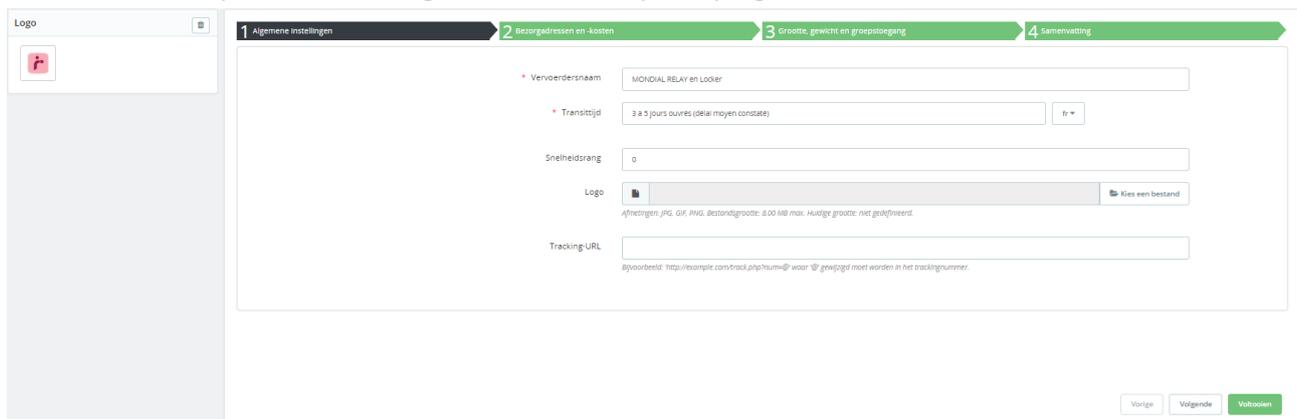 Logo
1 Algemene instellingen
2 Bezorgadressen en -kosten
3 Grootte, gewicht en groepstoegang
4 Samenvatting
* Vervoerdersnaam
MONDIAL RELAY en Locker
* Transittijd
3 à 5 jours ouvrés (délai moyen constaté)
fr
Snelheidsrang
0
Logo
Kies een bestand
Afmetingen: JPG, GIF, PNG. Bestandsgrootte: 8.00 MB max. Huidige grootte: niet gedefinieerd.
Tracking-URL
Bijvoorbeeld: 'http://example.com/track.php?num=@' waar '@' gewijzigd moet worden in het trackingnummer.
Vorige
Volgende
Voltooien